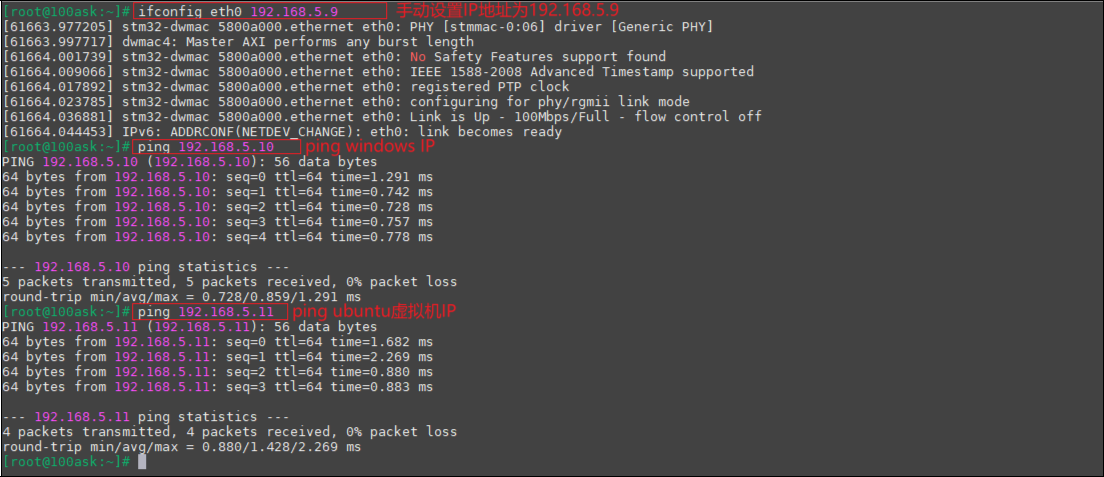 [root@100ask:~]# ifconfig eth0 192.168.5.9 手动设置IP地址为192.168.5.9
[61663.977205] stm32-dwmac 5800a000.ethernet eth0: PHY [stmmac-0:06] driver [Generic PHY]
[61663.997717] dwmac4: Master AXI performs any burst length
[61664.001739] stm32-dwmac 5800a000.ethernet eth0: No Safety Features support found
[61664.009066] stm32-dwmac 5800a000.ethernet eth0: IEEE 1588-2008 Advanced Timestamp supported
[61664.017892] stm32-dwmac 5800a000.ethernet eth0: registered PTP clock
[61664.023785] stm32-dwmac 5800a000.ethernet eth0: configuring for phy/rgmii link mode
[61664.036881] stm32-dwmac 5800a000.ethernet eth0: Link is Up - 100Mbps/Full - flow control off
[61664.044453] IPv6: ADDRCONF(NETDEV_CHANGE): eth0: link becomes ready
[root@100ask:~]# ping 192.168.5.10 ping windows IP
PING 192.168.5.10 (192.168.5.10): 56 data bytes
64 bytes from 192.168.5.10: seq=0 ttl=64 time=1.291 ms
64 bytes from 192.168.5.10: seq=1 ttl=64 time=0.742 ms
64 bytes from 192.168.5.10: seq=2 ttl=64 time=0.728 ms
64 bytes from 192.168.5.10: seq=3 ttl=64 time=0.757 ms
64 bytes from 192.168.5.10: seq=4 ttl=64 time=0.778 ms
--- 192.168.5.10 ping statistics ---
5 packets transmitted, 5 packets received, 0% packet loss
round-trip min/avg/max = 0.728/0.859/1.291 ms
[root@100ask:~]# ping 192.168.5.11 ping ubuntu虚拟机IP
PING 192.168.5.11 (192.168.5.11): 56 data bytes
64 bytes from 192.168.5.11: seq=0 ttl=64 time=1.682 ms
64 bytes from 192.168.5.11: seq=1 ttl=64 time=2.269 ms
64 bytes from 192.168.5.11: seq=2 ttl=64 time=0.880 ms
64 bytes from 192.168.5.11: seq=3 ttl=64 time=0.883 ms
--- 192.168.5.11 ping statistics ---
4 packets transmitted, 4 packets received, 0% packet loss
round-trip min/avg/max = 0.880/1.428/2.269 ms
[root@100ask:~]#